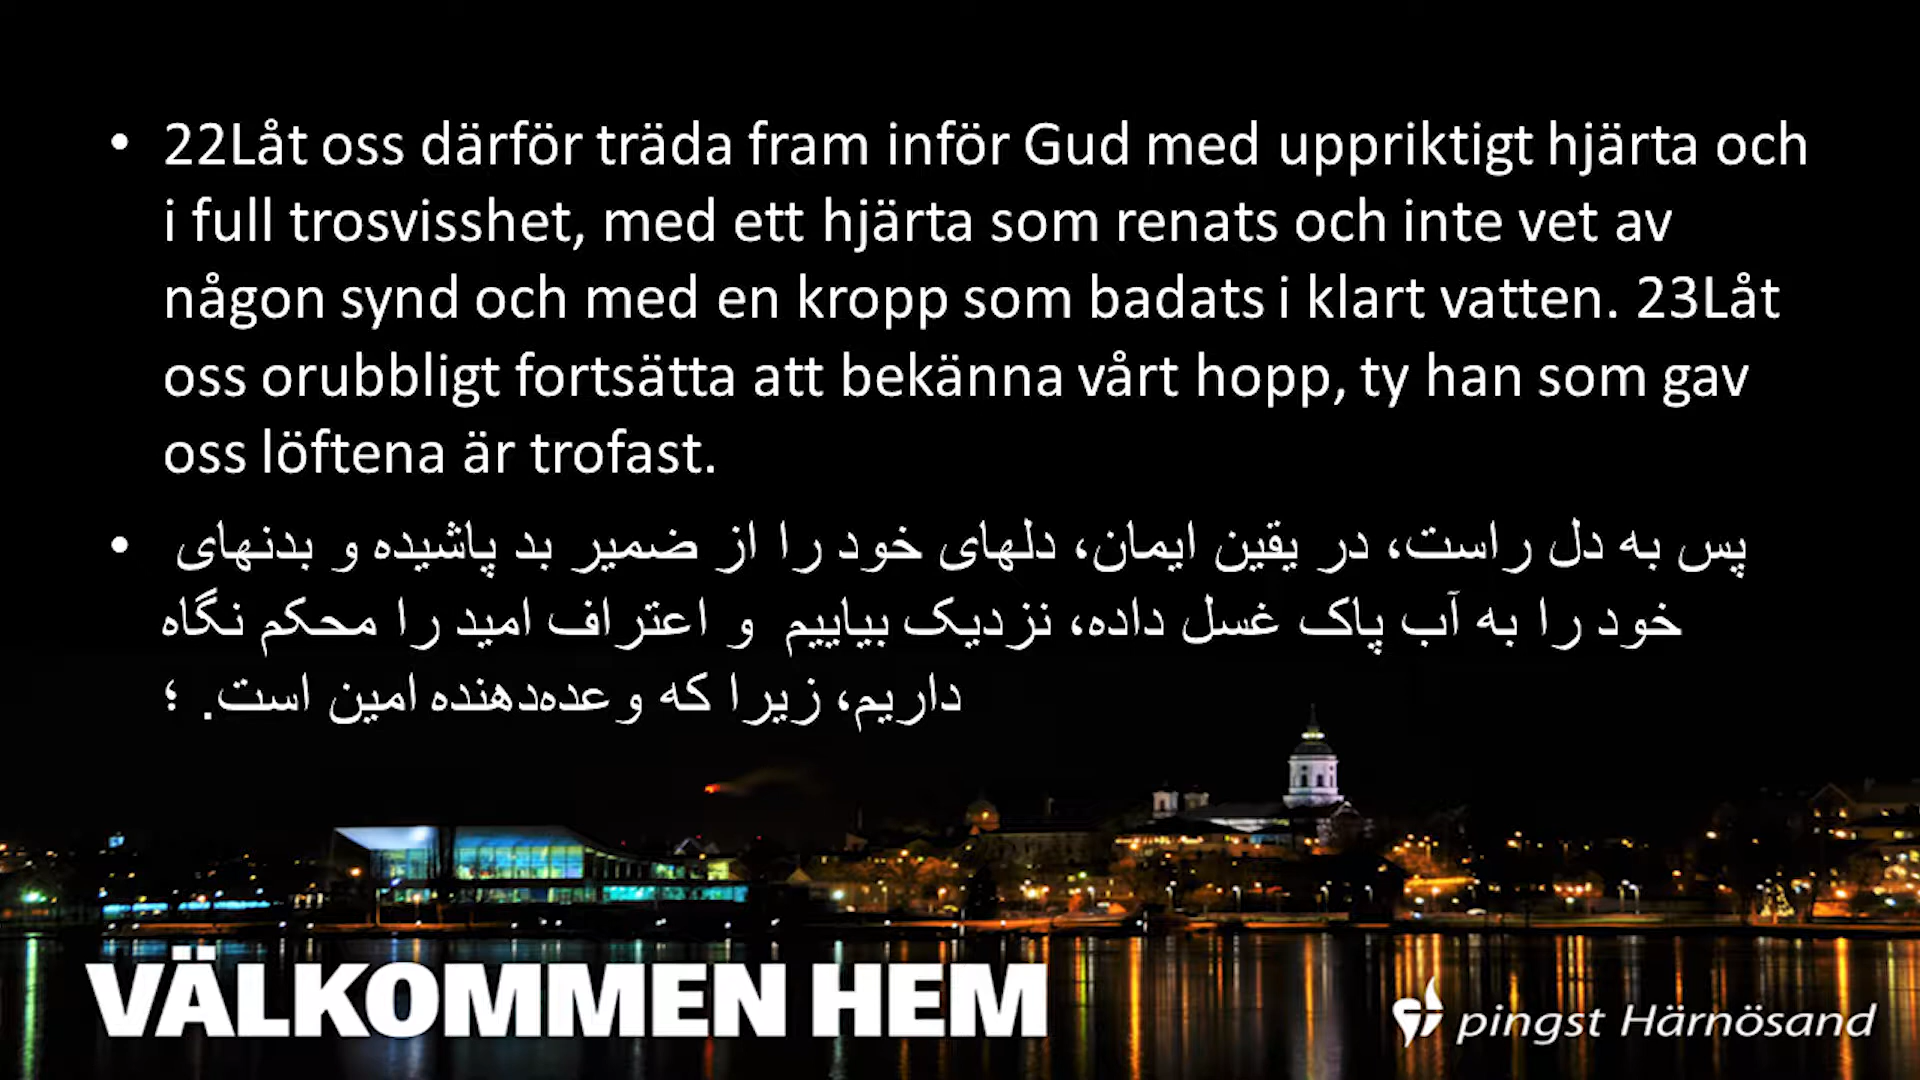 • 22Låt oss därför träda fram inför Gud med uppriktigt hjärta och
i full trosvisshet, med ett hjärta som renats och inte vet av
någon synd och med en kropp som badats i klart vatten. 23Låt
oss orubbligt fortsätta att bekänna vårt hopp, ty han som gav
oss löftena är trofast.
• پس به دل راست، در یقین ایمان، دلهای خود را از ضمیر بد پاشیده و بدنهای
خود را به آب پاک غسل داده، نزدیک بیاییم و اعتراف امید را محکم نگاه
داریم، زیرا که وعده‌دهنده امین است. ؛
VÄLKOMMEN HEM
pingst Härnösand